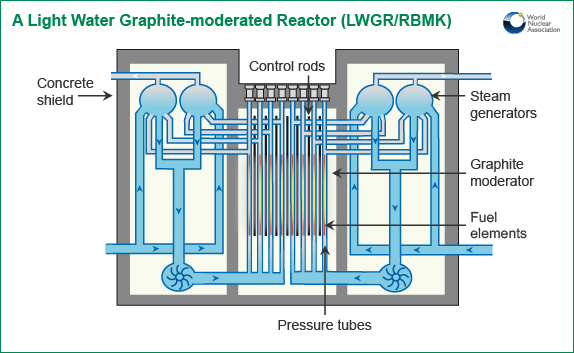 A Light Water Graphite-moderated Reactor (LWGR/RBMK)
World
Nuclear
Association
Control rods
Concrete
shield
Steam
generators
Graphite
moderator
Fuel
elements
Pressure tubes